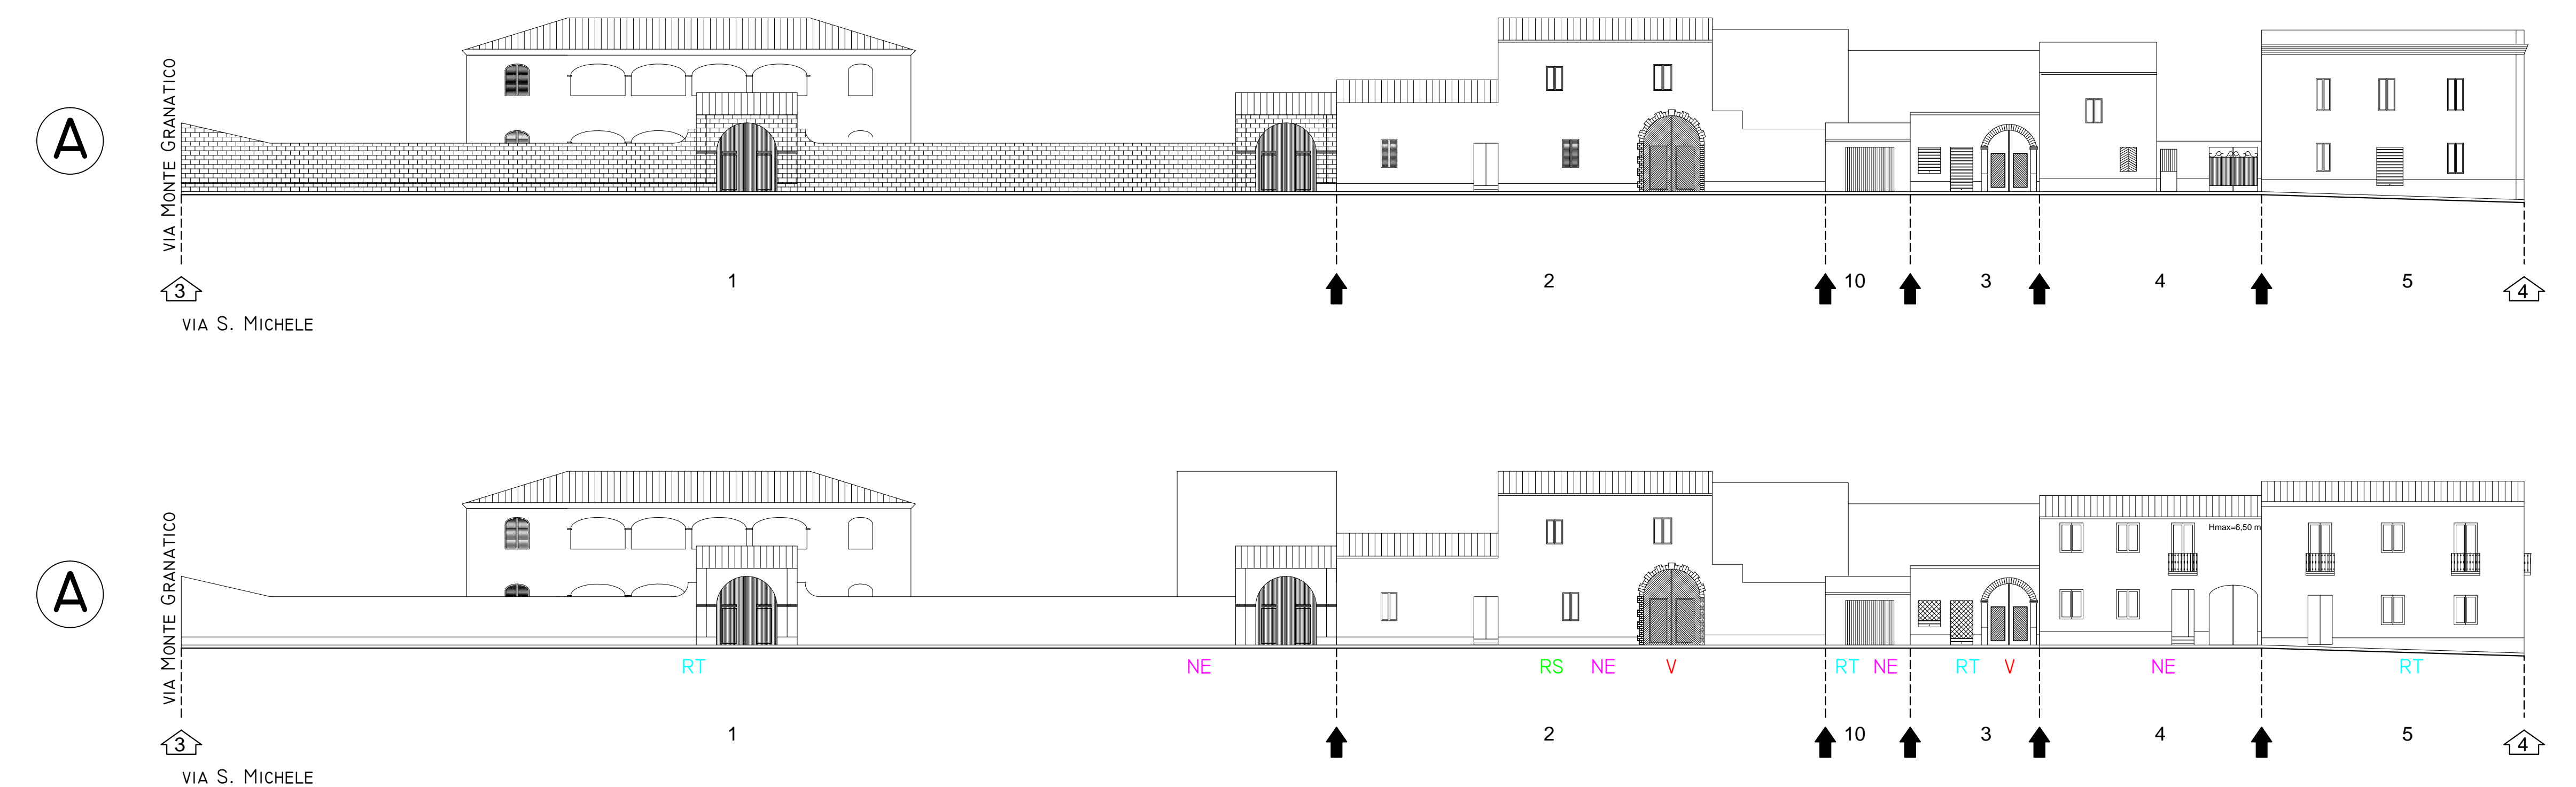 A
VIA MONTE GRANATICO
3
1
2
10
3
4
5
4
VIA S. MICHELE
A
VIA MONTE GRANATICO
Hmax=6,50 m
RT
NE
RS NE V
RT NE
RT V
NE
RT
3
1
2
10
3
4
5
4
VIA S. MICHELE